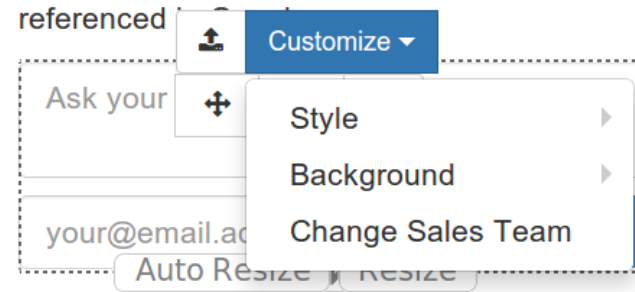 referenced
Customize
Ask your
Style
Background
your@email.ac
Change Sales Team
Auto Resize
Resize